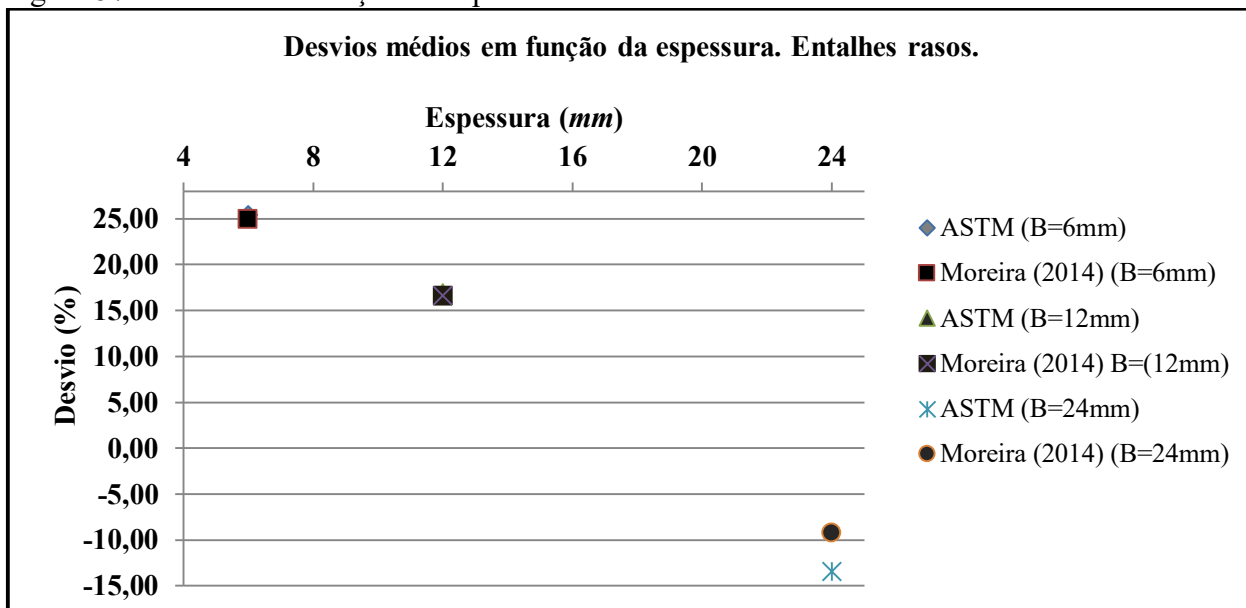 Desvios médios em função da espessura. Entalhes rasos.
Espessura (mm)
4 8 12 16 20 24
25,00
20,00
15,00
10,00
5,00
0,00
-5,00
-10,00
-15,00
Desvio (%)
ASTM (B=6mm)
Moreira (2014) (B=6mm)
ASTM (B=12mm)
Moreira (2014) B=(12mm)
ASTM (B=24mm)
Moreira (2014) (B=24mm)